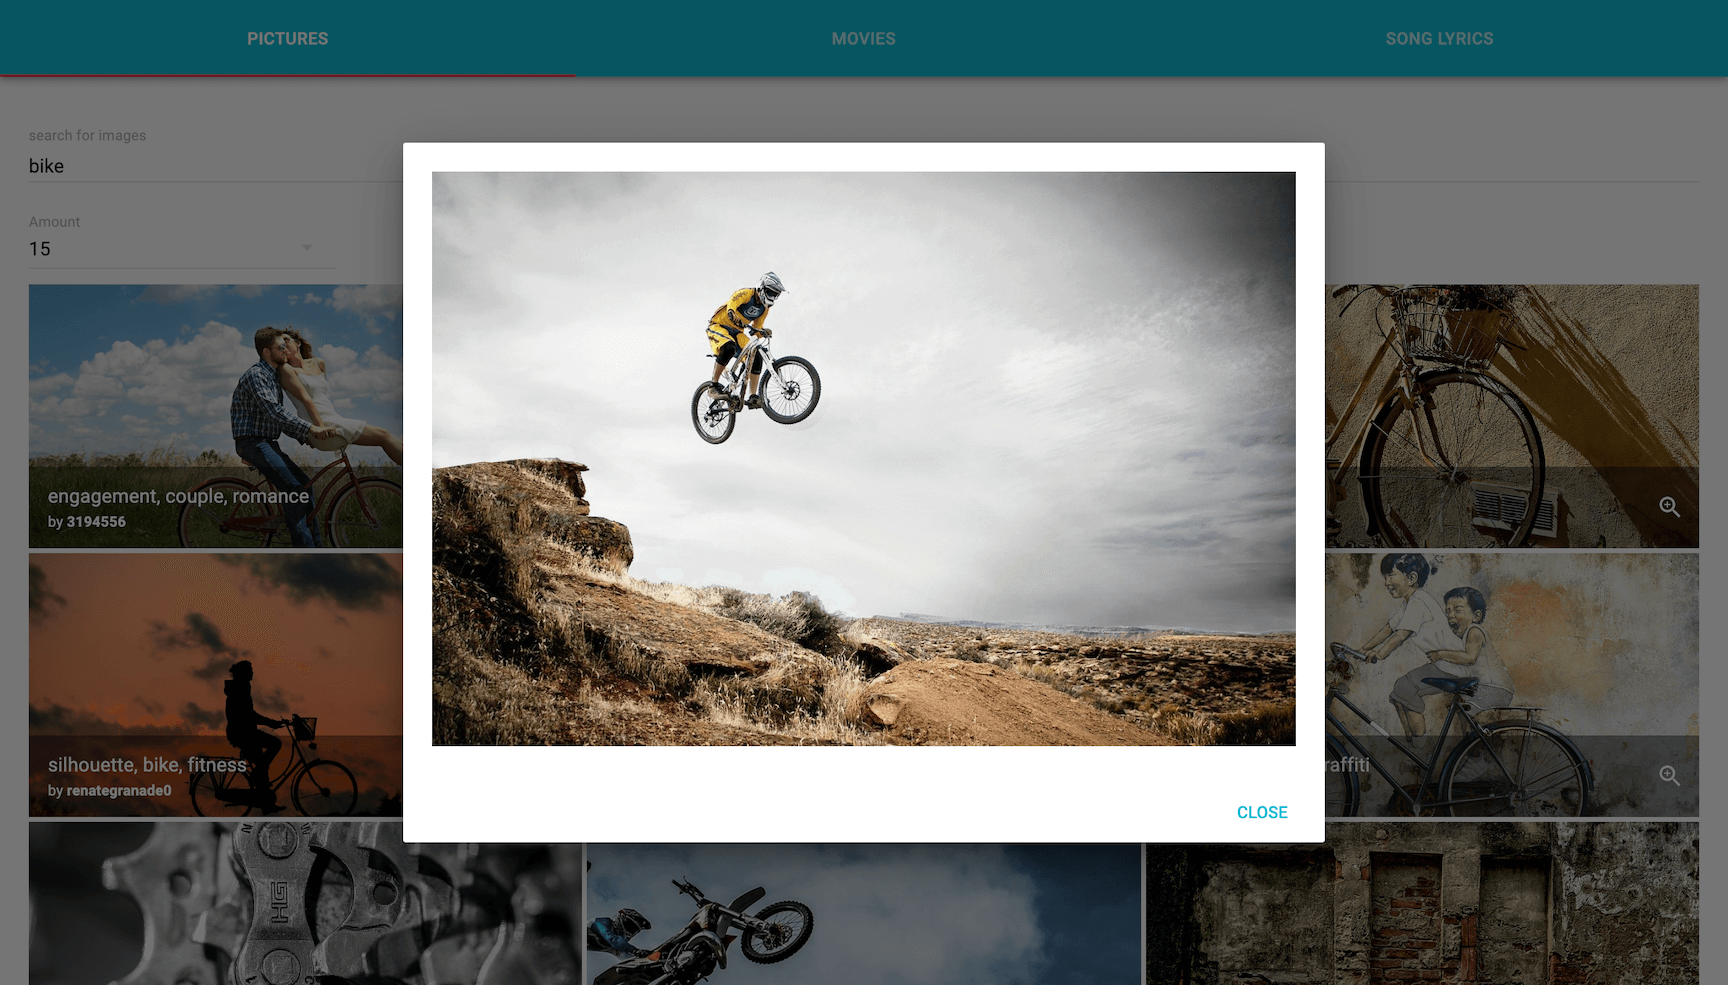 PICTURES
MOVIES
SONG LYRICS
search for images
bike
Amount
15
engagement, couple, romance
by 3194556
silhouette, bike, fitness
by renategranade0
raffiti
CLOSE